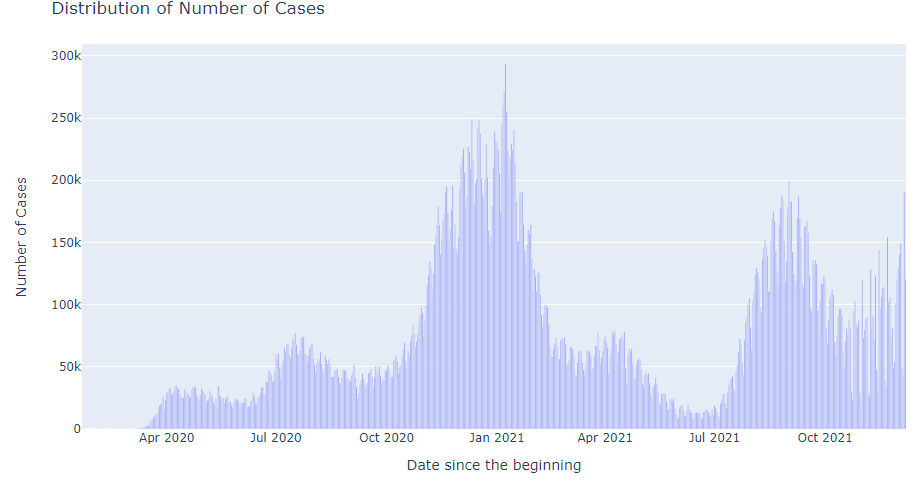 Distribution of Number of Cases
300k
250k
200k
150k
100k
50k
0
Number of Cases
Apr 2020 Jul 2020 Oct 2020 Jan 2021 Apr 2021 Jul 2021 Oct 2021
Date since the beginning